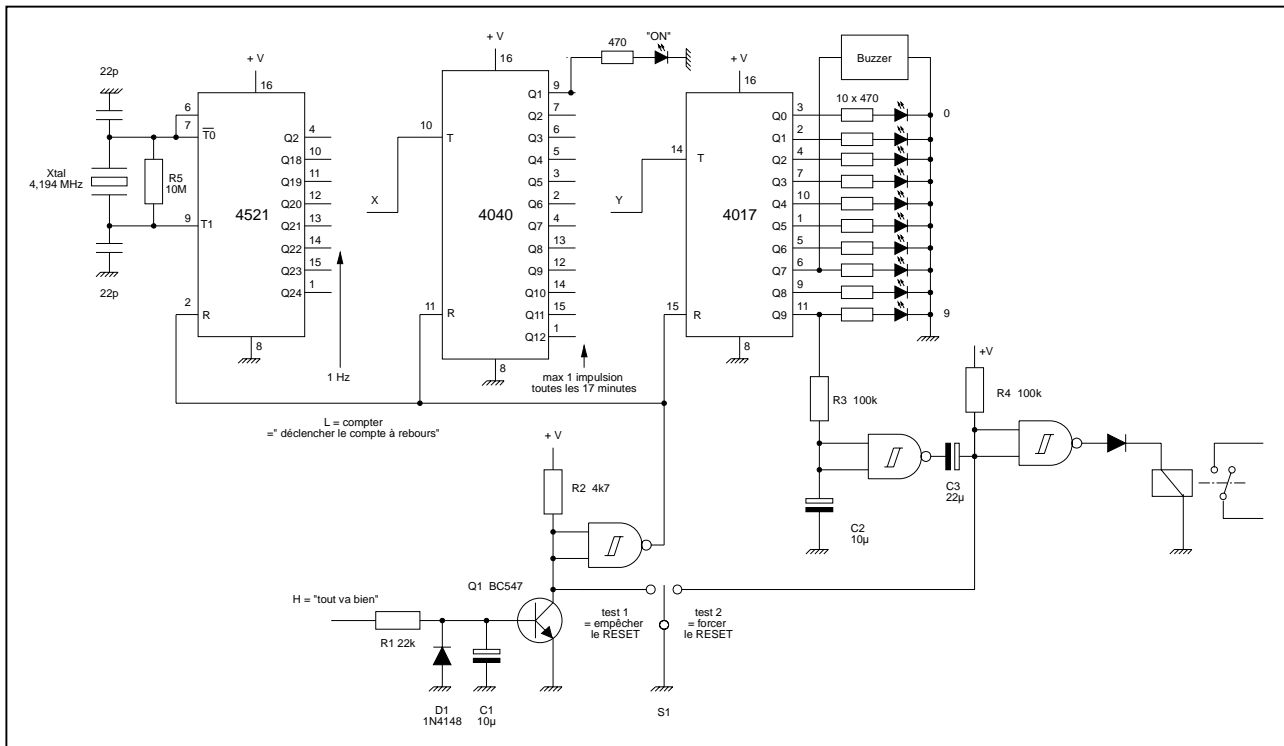 22p
6
7
T0
Xtal
4,194 MHz
R5
10M
9
T1
22p
2
R
+ V
16
4521
Q2
4
Q18
10
Q19
11
Q20
12
Q21
13
Q22
14
Q23
15
Q24
1
8
1 Hz
X
+ V
16
10
T
4040
11
R
Q1
9
Q2
7
Q3
6
Q4
5
Q5
3
Q6
2
Q7
4
Q8
13
Q9
12
Q10
14
Q11
15
Q12
1
8
470
"ON"
max 1 impulsion
toutes les 17 minutes
Y
+ V
16
14
T
4017
15
R
Q0
3
Q1
2
Q2
4
Q3
7
Q4
10
Q5
1
Q6
5
Q7
6
Q8
9
Q9
11
8
Buzzer
10 x 470
0
9
L = compter
=" déclencher le compte à rebours"
+ V
R2 4k7
R3 100k
C2
10µ
C3
22µ
+V
R4 100k
Q1 BC547
H = "tout va bien"
R1 22k
D1
1N4148
C1
10µ
test 1
= empêcher
le RESET
test 2
= forcer
le RESET
S1